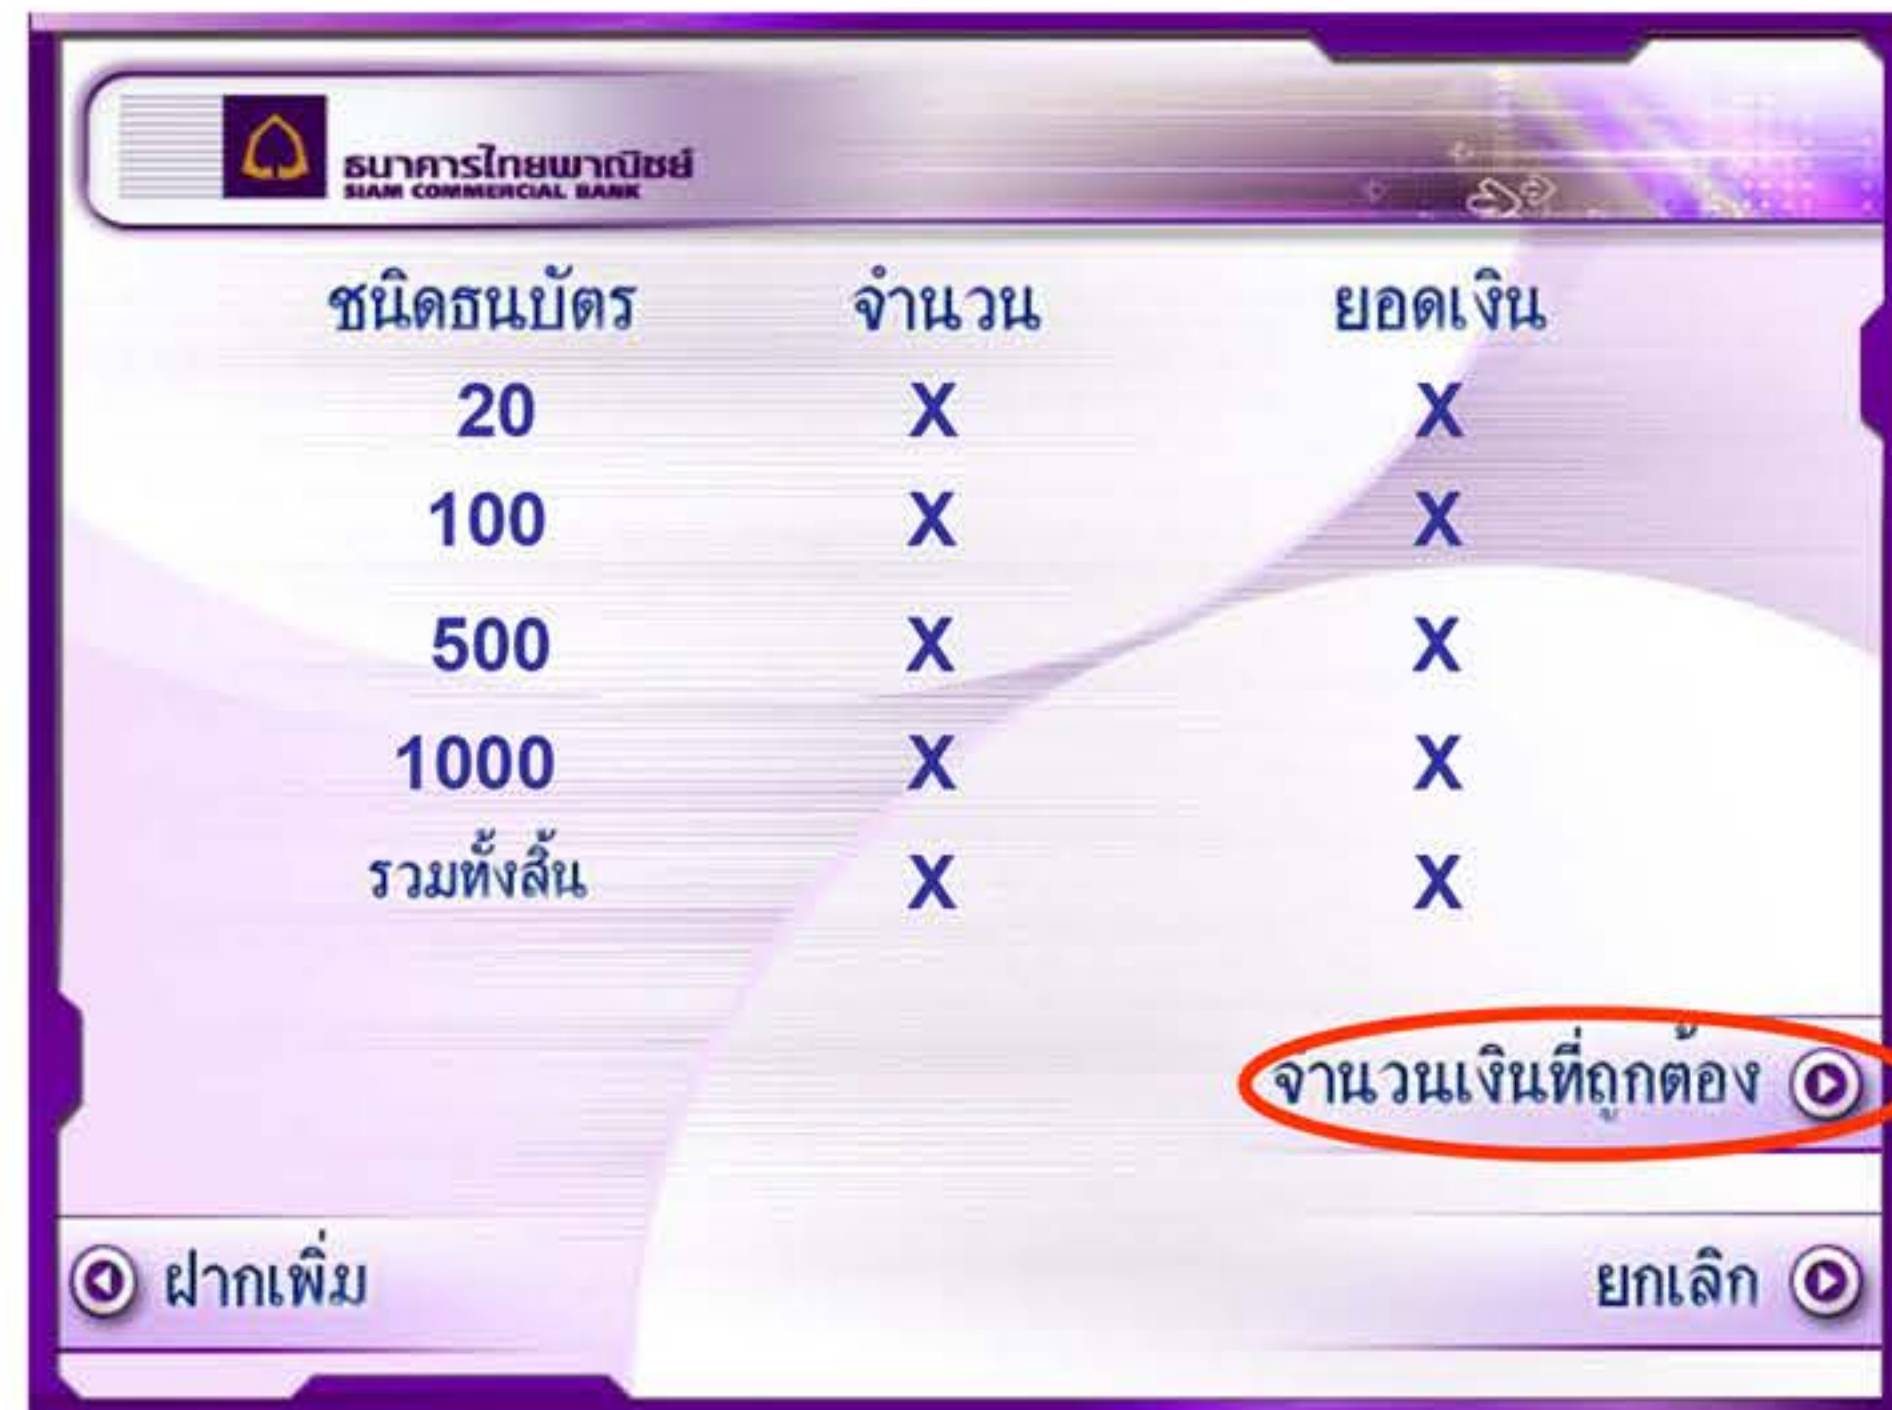 ธนาคารไทยพาณิชย์
SIAM COMMERCIAL BANK
ชนิดธนบัตร จำนวน ยอดเงิน
20 X X
100 X X
500 X X
1000 X X
รวมทั้งสิ้น X X
จำนวนเงินที่ถูกต้อง
ฝากเพิ่ม ยกเลิก